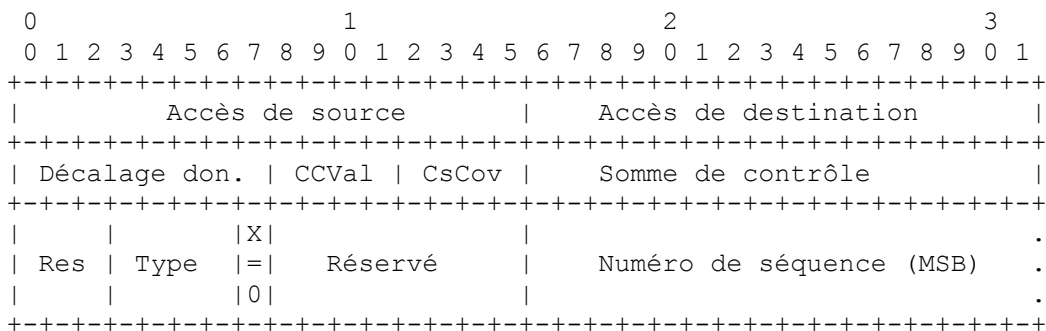 0                   1                   2                   3
 0 1 2 3 4 5 6 7 8 9 0 1 2 3 4 5 6 7 8 9 0 1 2 3 4 5 6 7 8 9 0 1
+-+-+-+-+-+-+-+-+-+-+-+-+-+-+-+-+-+-+-+-+-+-+-+-+-+-+-+-+-+-+-+-+
|         Accès de source       |    Accès de destination       |
+-+-+-+-+-+-+-+-+-+-+-+-+-+-+-+-+-+-+-+-+-+-+-+-+-+-+-+-+-+-+-+-+
| Décalage don. | CCVal | CsCov |    Somme de contrôle          |
+-+-+-+-+-+-+-+-+-+-+-+-+-+-+-+-+-+-+-+-+-+-+-+-+-+-+-+-+-+-+-+-+
|     |       |X|               |                               .
| Res | Type  |=|   Réservé     |    Numéro de séquence (MSB)   .
|     |       |0|               |                               .
+-+-+-+-+-+-+-+-+-+-+-+-+-+-+-+-+-+-+-+-+-+-+-+-+-+-+-+-+-+-+-+-+